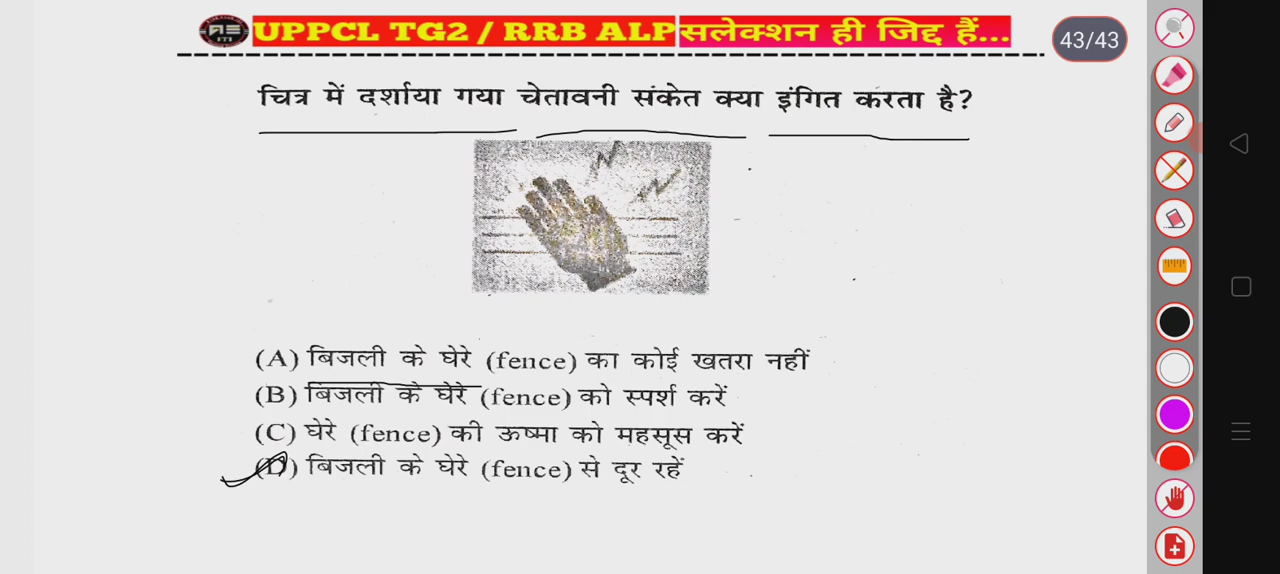 UPPCL TG2 / RRB ALP सलेक्शन ही जिद्द हैं...
43/43
चित्र में दर्शाया गया चेतावनी संकेत क्या इंगित करता है?
(A) बिजली के घेरे (fence) का कोई खतरा नहीं
(B) बिजली के घेरे (fence) को स्पर्श करें
(C) घेरे (fence) की ऊष्मा को महसूस करें
(D) बिजली के घेरे (fence) से दूर रहें